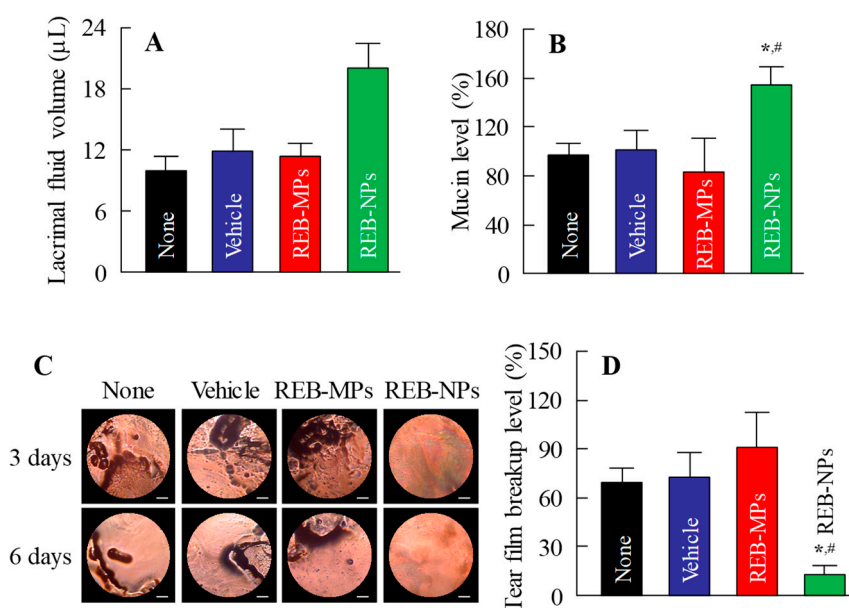 A
Lacrimal fluid volume (μL)
24
18
12
6
0
None
Vehicle
REB-MPs
REB-NPs
B
Mucin level (%)
200
160
120
80
40
0
None
Vehicle
REB-MPs
REB-NPs
*,#
C
None Vehicle REB-MPs REB-NPs
3 days
6 days
D
Tear film breakup level (%)
150
120
90
60
30
0
None
Vehicle
REB-MPs
REB-NPs
*,#